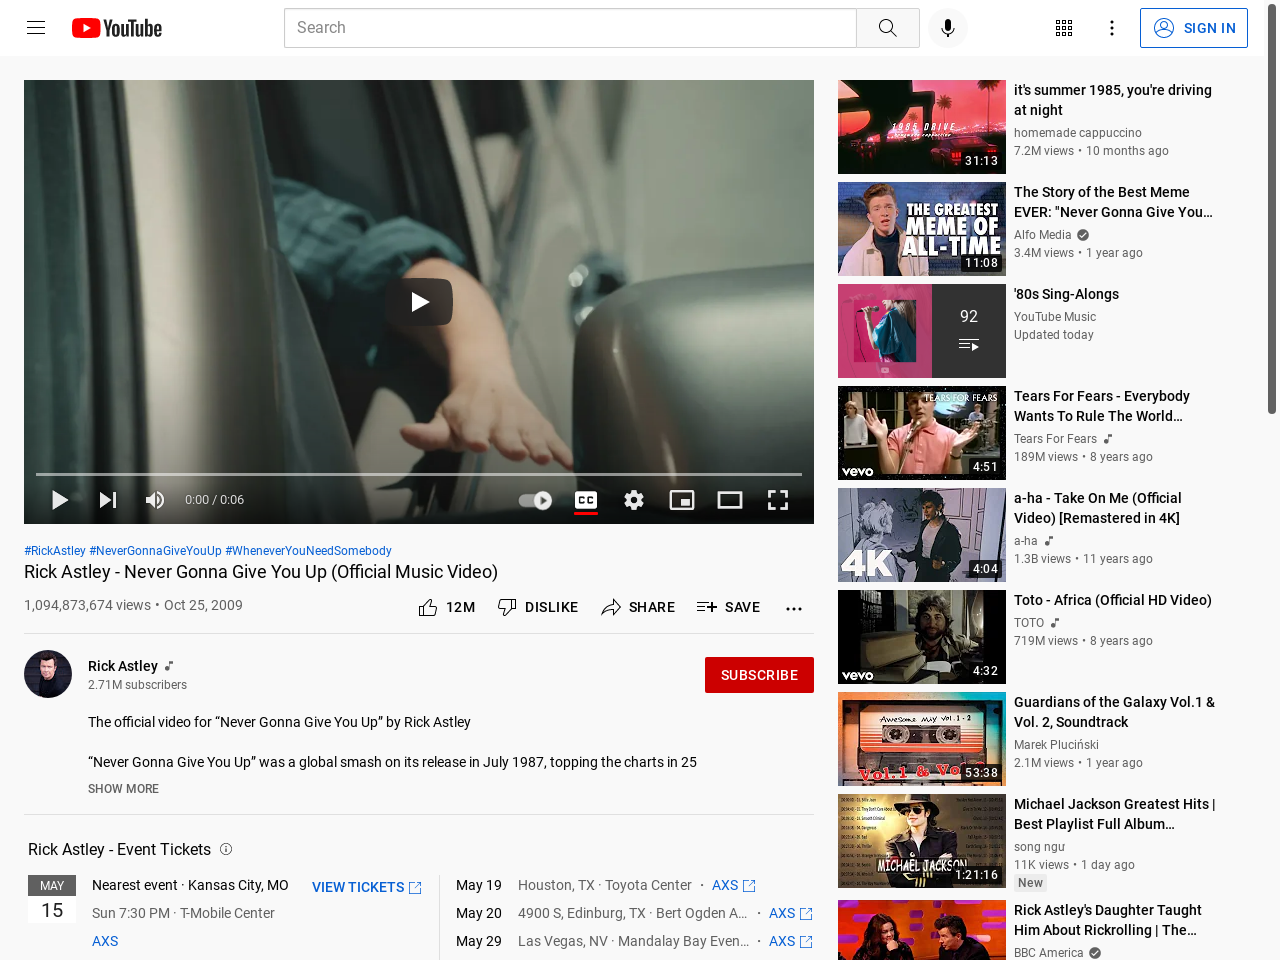 YouTube
Search
SIGN IN
0:00 / 0:06
CC
#RickAstley #NeverGonnaGiveYouUp #WheneverYouNeedSomebody
Rick Astley - Never Gonna Give You Up (Official Music Video)
1,094,873,674 views • Oct 25, 2009
12M
DISLIKE
SHARE
SAVE
Rick Astley
2.71M subscribers
SUBSCRIBE
The official video for “Never Gonna Give You Up” by Rick Astley
“Never Gonna Give You Up” was a global smash on its release in July 1987, topping the charts in 25
SHOW MORE
Rick Astley - Event Tickets
MAY
15
Nearest event · Kansas City, MO
VIEW TICKETS
Sun 7:30 PM · T-Mobile Center
AXS
May 19 Houston, TX · Toyota Center · AXS
May 20 4900 S, Edinburg, TX · Bert Ogden A... · AXS
May 29 Las Vegas, NV · Mandalay Bay Even... · AXS
1985 DRIVE
homemade cappuccino
31:13
it's summer 1985, you're driving
at night
homemade cappuccino
7.2M views • 10 months ago
THE GREATEST
MEME OF
ALL-TIME
11:08
The Story of the Best Meme
EVER: "Never Gonna Give You...
Alfo Media
3.4M views • 1 year ago
92
'80s Sing-Alongs
YouTube Music
Updated today
TEARS FOR FEARS
vevo
4:51
Tears For Fears - Everybody
Wants To Rule The World...
Tears For Fears
189M views • 8 years ago
4K
4:04
a-ha - Take On Me (Official
Video) [Remastered in 4K]
a-ha
1.3B views • 11 years ago
vevo
4:32
Toto - Africa (Official HD Video)
TOTO
719M views • 8 years ago
Awesome Mix Vol. 1 - 2
Vol.1 & Vo
53:38
Guardians of the Galaxy Vol.1 &
Vol. 2, Soundtrack
Marek Pluciński
2.1M views • 1 year ago
MICHAEL JACKSON
1:21:16
Michael Jackson Greatest Hits |
Best Playlist Full Album...
song ngư
11K views • 1 day ago
New
Rick Astley's Daughter Taught
Him About Rickrolling | The...
BBC America